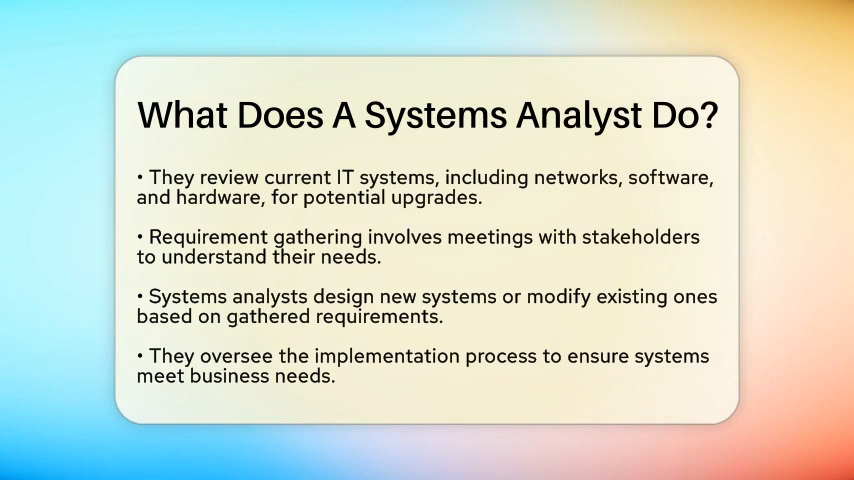 What Does A Systems Analyst Do?
• They review current IT systems, including networks, software,
and hardware, for potential upgrades.
• Requirement gathering involves meetings with stakeholders
to understand their needs.
• Systems analysts design new systems or modify existing ones
based on gathered requirements.
• They oversee the implementation process to ensure systems
meet business needs.